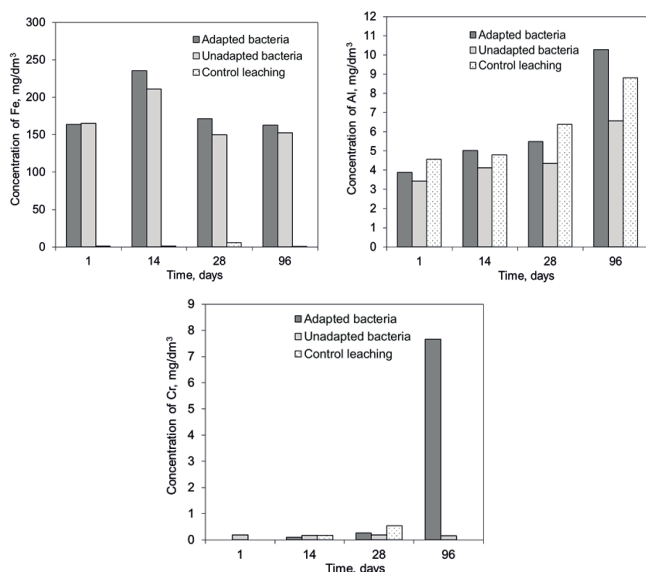 Concentration of Fe, mg/dm³
300
250
200
150
100
50
0
Adapted bacteria
Unadapted bacteria
Control leaching
1 14 28 96
Time, days
Concentration of Al, mg/dm³
12
11
10
9
8
7
6
5
4
3
2
1
0
Adapted bacteria
Unadapted bacteria
Control leaching
1 14 28 96
Time, days
Concentration of Cr, mg/dm³
9
8
7
6
5
4
3
2
1
0
Adapted bacteria
Unadapted bacteria
Control leaching
1 14 28 96
Time, days